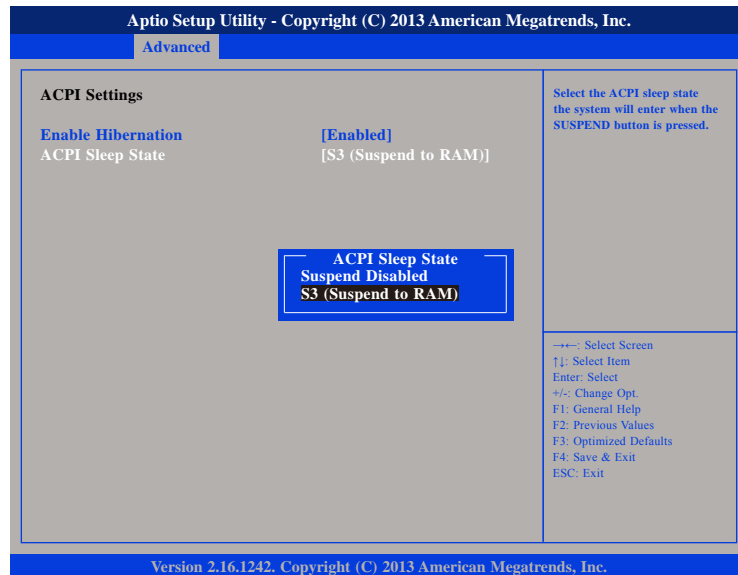 Aptio Setup Utility - Copyright (C) 2013 American Megatrends, Inc.
Advanced
ACPI Settings
Enable Hibernation [Enabled]
ACPI Sleep State [S3 (Suspend to RAM)]
ACPI Sleep State
Suspend Disabled
S3 (Suspend to RAM)
Select the ACPI sleep state
the system will enter when the
SUSPEND button is pressed.
→←: Select Screen
↑↓: Select Item
Enter: Select
+/-: Change Opt.
F1: General Help
F2: Previous Values
F3: Optimized Defaults
F4: Save & Exit
ESC: Exit
Version 2.16.1242. Copyright (C) 2013 American Megatrends, Inc.